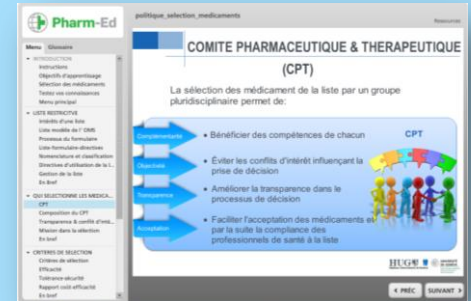 Pharm-Ed
politique_selection_medicaments
Ressources
Menu Glossaire
INTRODUCTION
Instructions
Objectifs d'apprentissage
Sélection des médicaments
Testez vos connaissances
Menu principal
LISTE RESTRICITVE
Intérêts d'une liste
Liste modèle de l' OMS
Processus du formulaire
Liste-formulaire-directives
Nomenclature et classification
Directives d'utilisation de la l...
Gestion de la liste
En Bref
QUI SELECTIONNE LES MEDICA...
CPT
Composition du CPT
Transparence & conflit d'inté...
Mission dans la sélection
En bref
CRITERES DE SELECTION
Critères de sélection
Efficacité
Tolérance-sécurité
Rapport coût-efficacité
En bref
COMITE PHARMACEUTIQUE & THERAPEUTIQUE
(CPT)
La sélection des médicament de la liste par un groupe
pluridisciplinaire permet de:
Complémentarité
• Bénéficier des compétences de chacun
CPT
Objectivité
• Éviter les conflits d'intérêt influençant la
prise de décision
Transparence
• Améliorer la transparence dans le
processus de décision
Acceptation
• Faciliter l'acceptation des médicaments et
par la suite la compliance des
professionnels de santé à la liste
HUG
UNIVERSITÉ
DE GENÈVE
PRÉC
SUIVANT